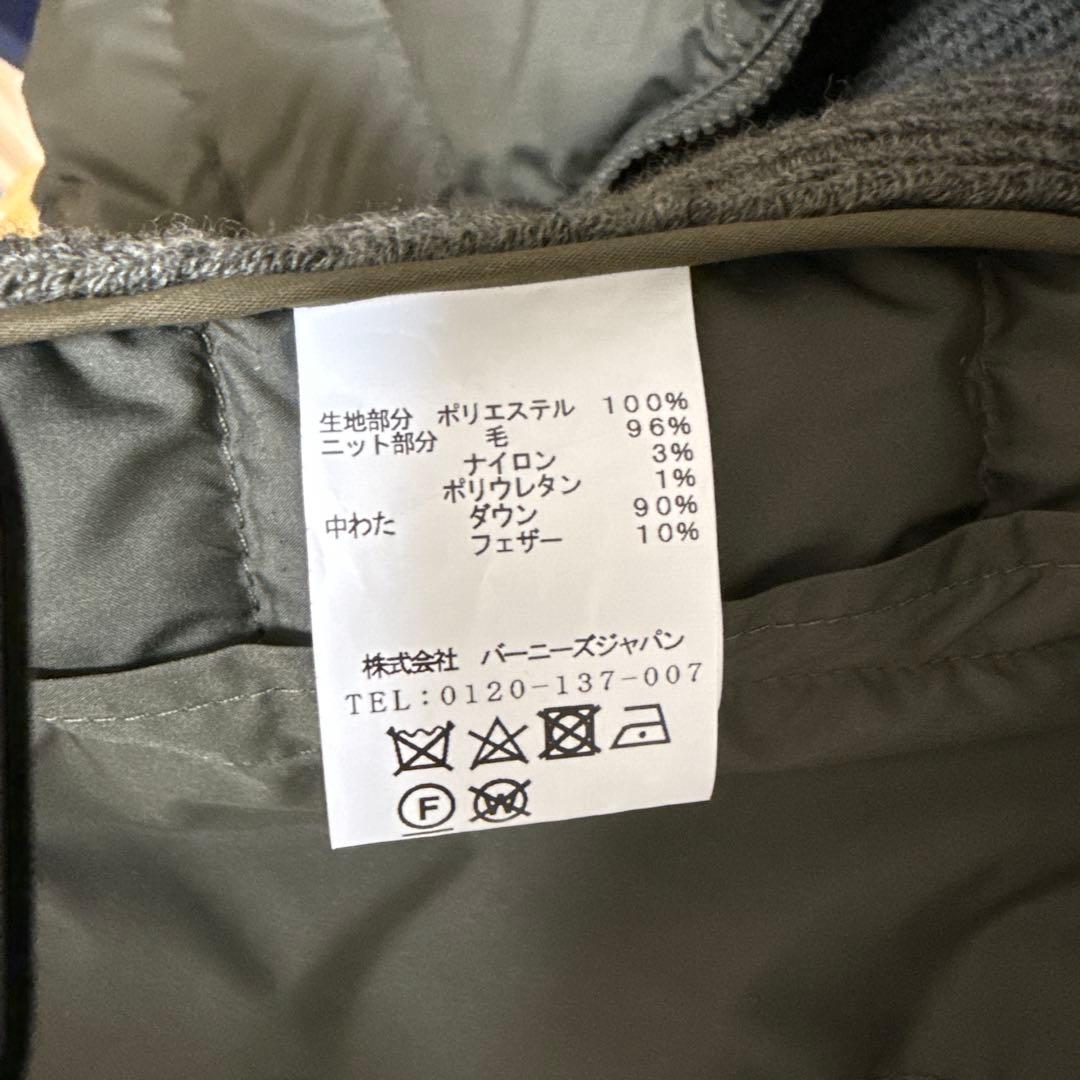 生地部分 ポリエステル 100%
ニット部分 毛 96%
ナイロン 3%
ポリウレタン 1%
中わた ダウン 90%
フェザー 10%
株式会社 バーニーズジャパン
TEL:0120-137-007
F W